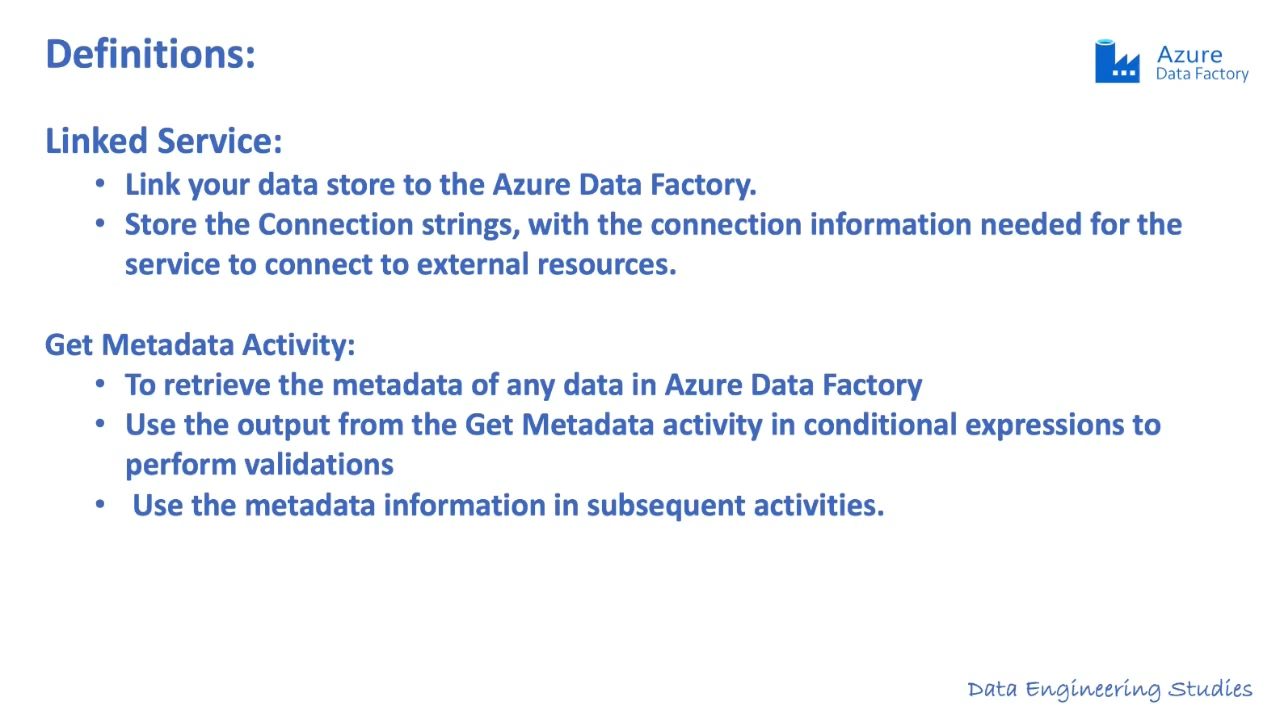 Definitions:
Azure
Data Factory
Linked Service:
• Link your data store to the Azure Data Factory.
• Store the Connection strings, with the connection information needed for the
service to connect to external resources.
Get Metadata Activity:
• To retrieve the metadata of any data in Azure Data Factory
• Use the output from the Get Metadata activity in conditional expressions to
perform validations
• Use the metadata information in subsequent activities.
Data Engineering Studies